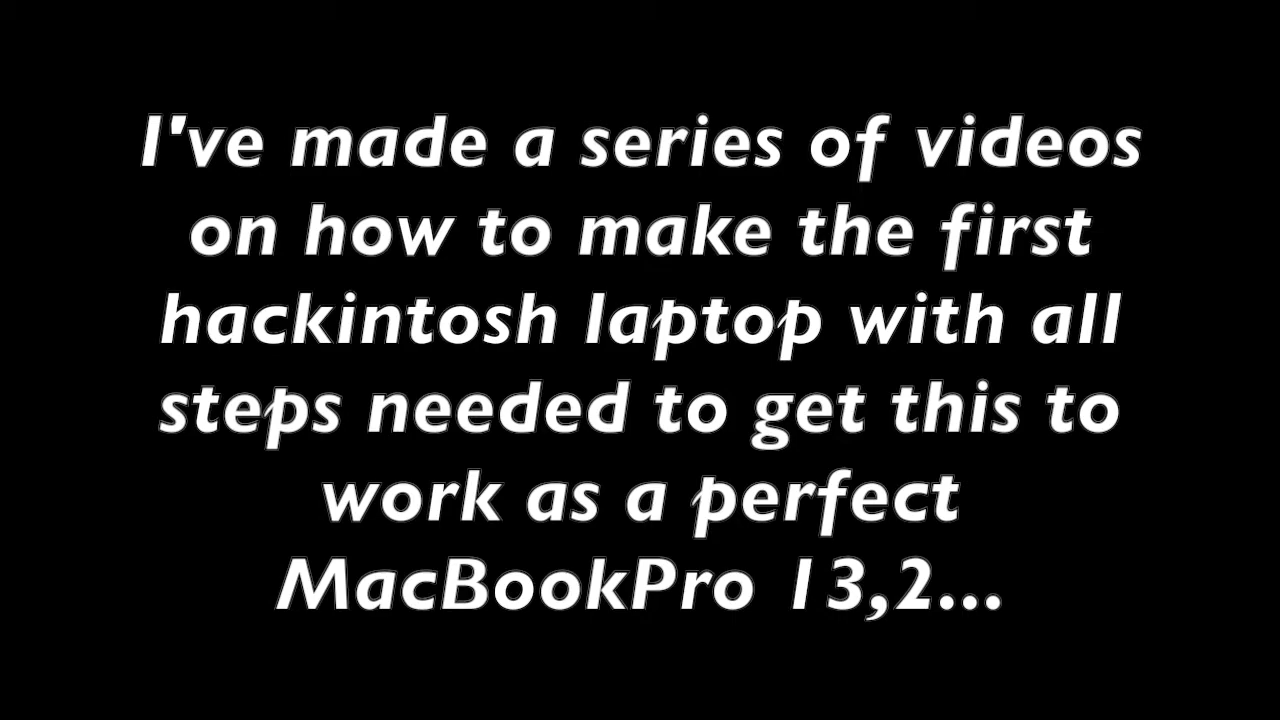 I've made a series of videos
on how to make the first
hackintosh laptop with all
steps needed to get this to
work as a perfect
MacBookPro 13,2...